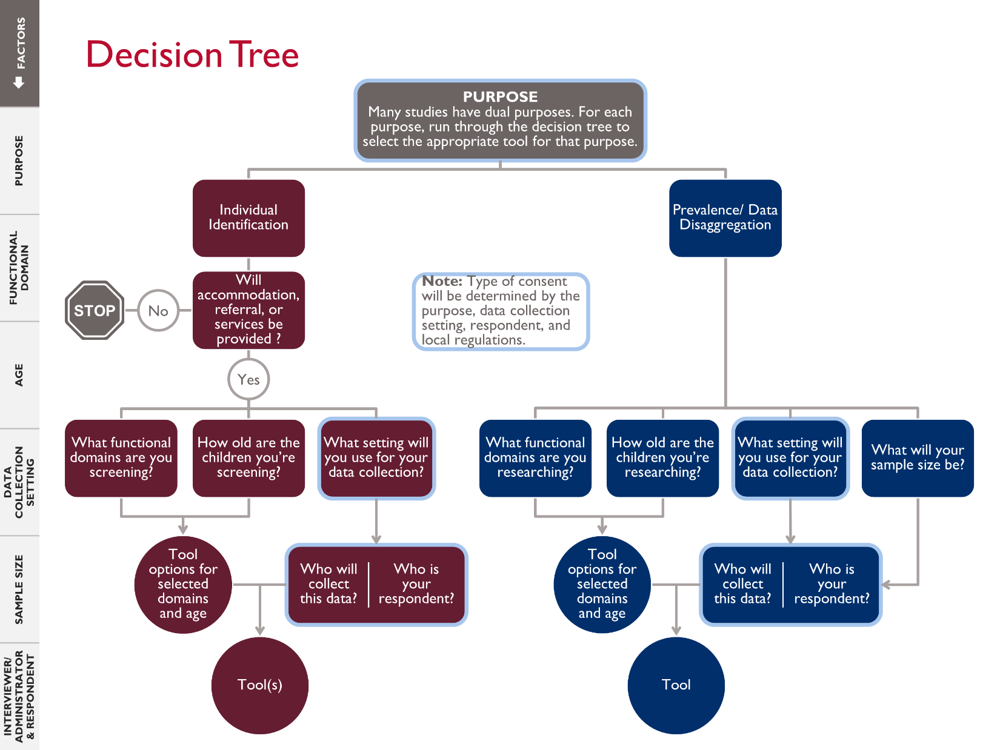 FACTORS
PURPOSE
FUNCTIONAL
DOMAIN
AGE
DATA
COLLECTION
SETTING
SAMPLE SIZE
INTERVIEWER/
ADMINISTRATOR
& RESPONDENT
Decision Tree
PURPOSE
Many studies have dual purposes. For each
purpose, run through the decision tree to
select the appropriate tool for that purpose.
Individual
Identification
Prevalence/ Data
Disaggregation
STOP
No
Will
accommodation,
referral, or
services be
provided ?
Note: Type of consent
will be determined by the
purpose, data collection
setting, respondent, and
local regulations.
Yes
What functional
domains are you
screening?
How old are the
children you’re
screening?
What setting will
you use for your
data collection?
What functional
domains are you
researching?
How old are the
children you’re
researching?
What setting will
you use for your
data collection?
What will your
sample size be?
Tool
options for
selected
domains
and age
Who will
collect
this data?
Who is
your
respondent?
Tool
options for
selected
domains
and age
Who will
collect
this data?
Who is
your
respondent?
Tool(s)
Tool